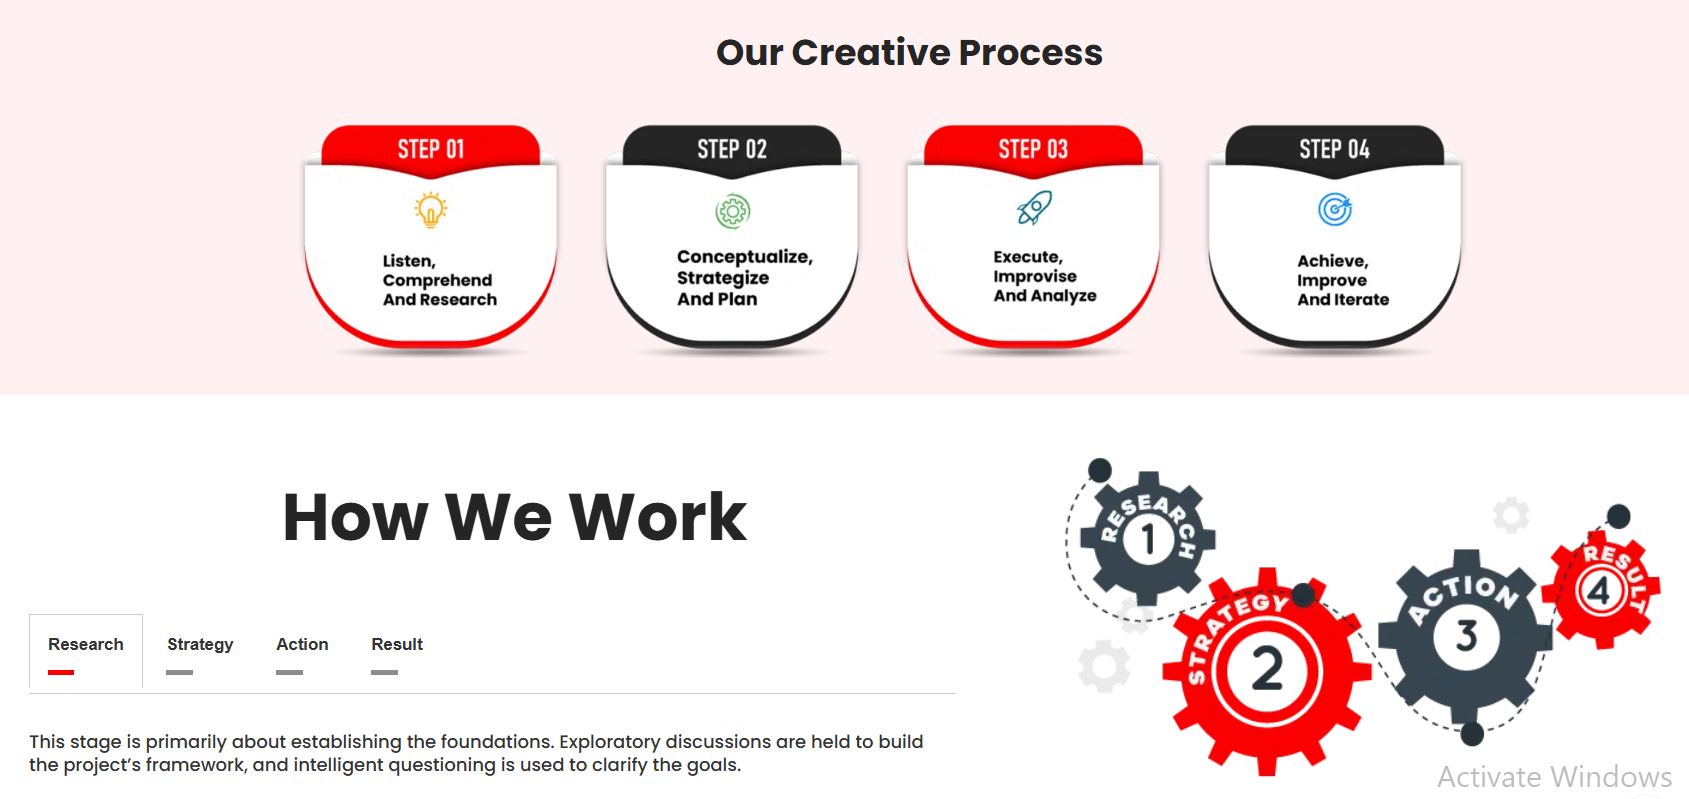 Our Creative Process
STEP 01
Listen,
Comprehend
And Research
STEP 02
Conceptualize,
Strategize
And Plan
STEP 03
Execute,
Improvise
And Analyze
STEP 04
Achieve,
Improve
And Iterate
How We Work
Research Strategy Action Result
This stage is primarily about establishing the foundations. Exploratory discussions are held to build
the project’s framework, and intelligent questioning is used to clarify the goals.
RESEARCH
1
STRATEGY
2
ACTION
3
RESULT
4
Activate Windows